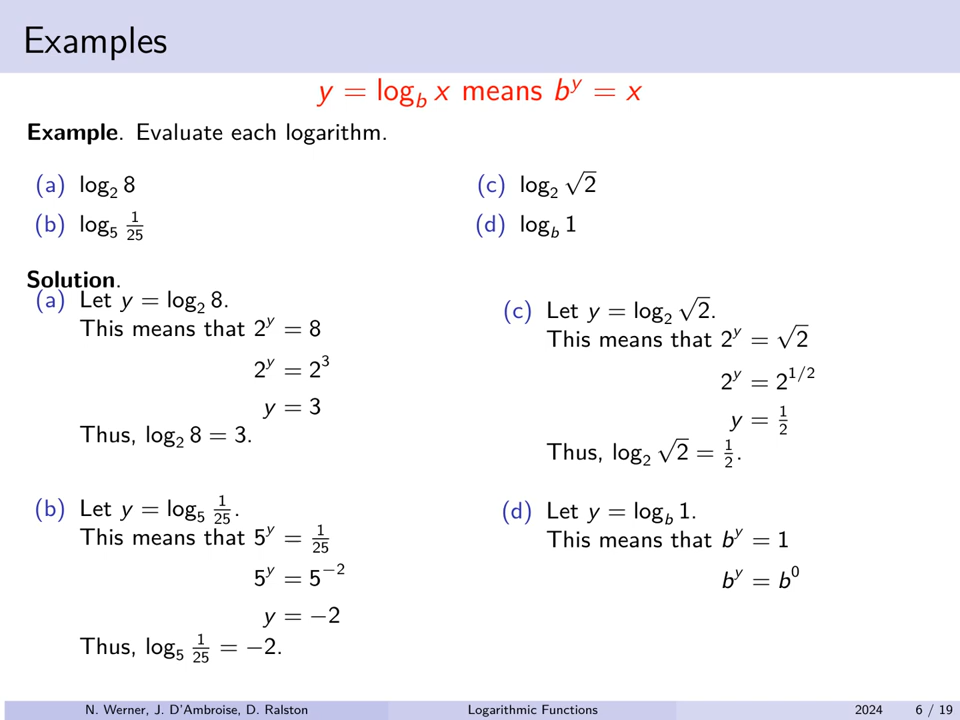 Examples
y = log_b x means b^y = x
Example. Evaluate each logarithm.
(a) log_2 8
(b) log_5 1/25
(c) log_2 √2
(d) log_b 1
Solution.
(a) Let y = log_2 8.
This means that 2^y = 8
2^y = 2^3
y = 3
Thus, log_2 8 = 3.
(b) Let y = log_5 1/25.
This means that 5^y = 1/25
5^y = 5^−2
y = −2
Thus, log_5 1/25 = −2.
(c) Let y = log_2 √2.
This means that 2^y = √2
2^y = 2^1/2
y = 1/2
Thus, log_2 √2 = 1/2.
(d) Let y = log_b 1.
This means that b^y = 1
b^y = b^0
N. Werner, J. D'Ambroise, D. Ralston Logarithmic Functions 2024 6 / 19